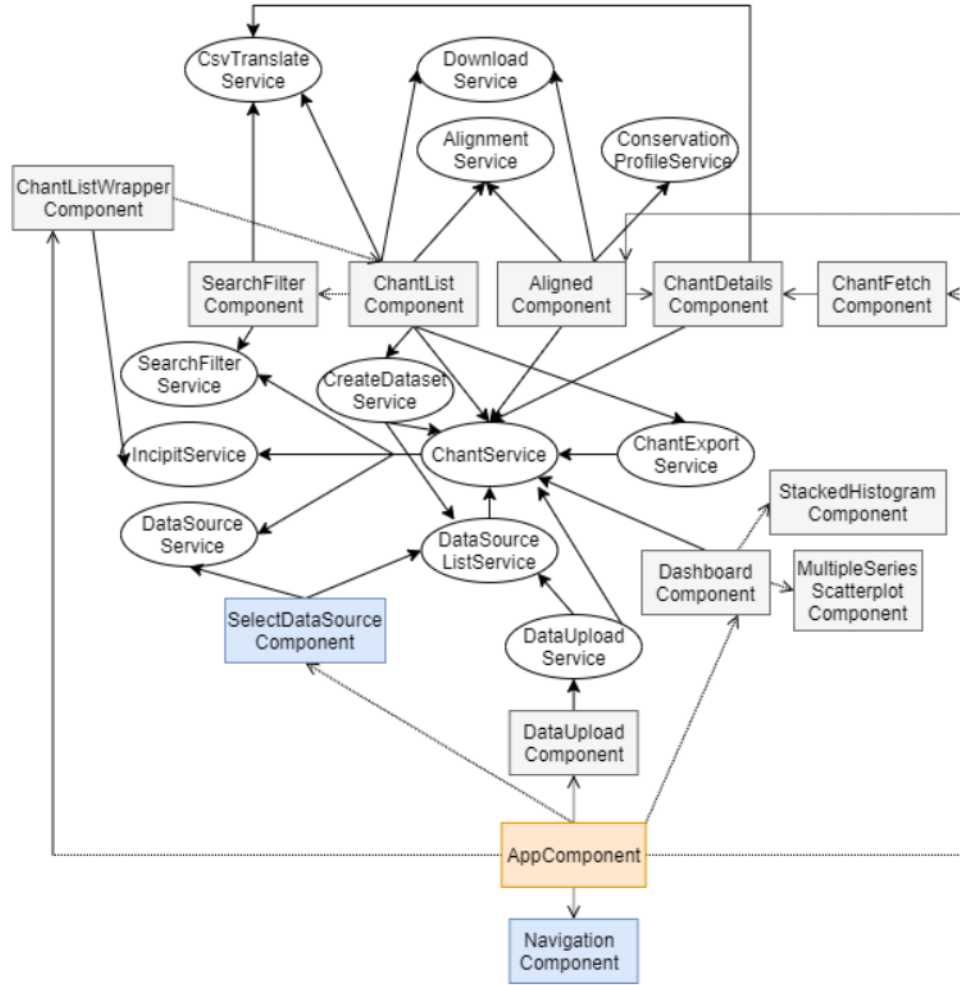 CsvTranslate
Service
Download
Service
Alignment
Service
Conservation
ProfileService
ChantListWrapper
Component
SearchFilter
Component
ChantList
Component
Aligned
Component
ChantDetails
Component
ChantFetch
Component
SearchFilter
Service
CreateDataset
Service
IncipitService
ChantService
ChantExport
Service
DataSource
Service
DataSource
ListService
StackedHistogram
Component
Dashboard
Component
MultipleSeries
Scatterplot
Component
SelectDataSource
Component
DataUpload
Service
DataUpload
Component
AppComponent
Navigation
Component